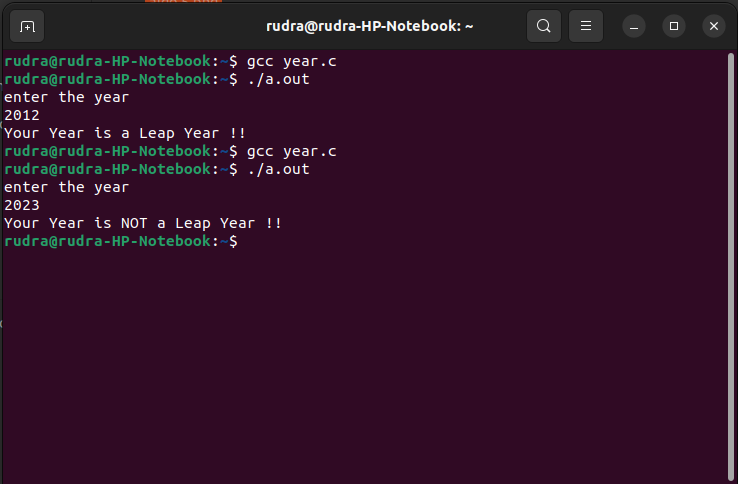 rudra@rudra-HP-Notebook: ~
rudra@rudra-HP-Notebook:~$ gcc year.c
rudra@rudra-HP-Notebook:~$ ./a.out
enter the year
2012
Your Year is a Leap Year !!
rudra@rudra-HP-Notebook:~$ gcc year.c
rudra@rudra-HP-Notebook:~$ ./a.out
enter the year
2023
Your Year is NOT a Leap Year !!
rudra@rudra-HP-Notebook:~$